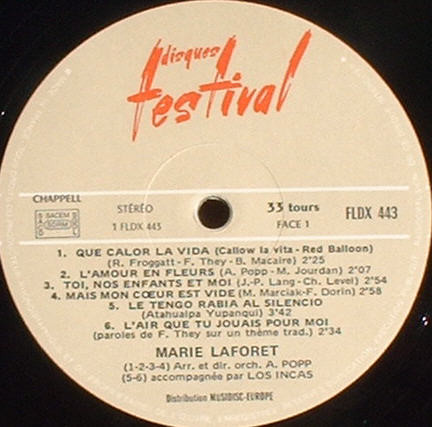 disques
festival
CHAPPELL
SACEM
SDRM
STÉRÉO
1 FLDX 443
33 tours
FACE 1
FLDX 443
1. QUE CALOR LA VIDA (Callow la vita - Red Balloon)
(R. Froggatt - F. They - B. Macaire) 2'25
2. L'AMOUR EN FLEURS (A. Popp - M. Jourdan) 2'07
3. TOI, NOS ENFANTS ET MOI (J.-P. Lang - Ch. Level) 2'54
4. MAIS MON CŒUR EST VIDE (M. Marciak - F. Dorin) 2'58
5. LE TENGO RABIA AL SILENCIO
(Atahualpa Yupanqui) 3'42
6. L'AIR QUE TU JOUAIS POUR MOI
(paroles de F. They sur un thème trad.) 2'34
MARIE LAFORET
(1-2-3-4) Arr. et dir. orch. A. POPP
(5-6) accompagnée par LOS INCAS
Distribution MUSIDISC-EUROPE